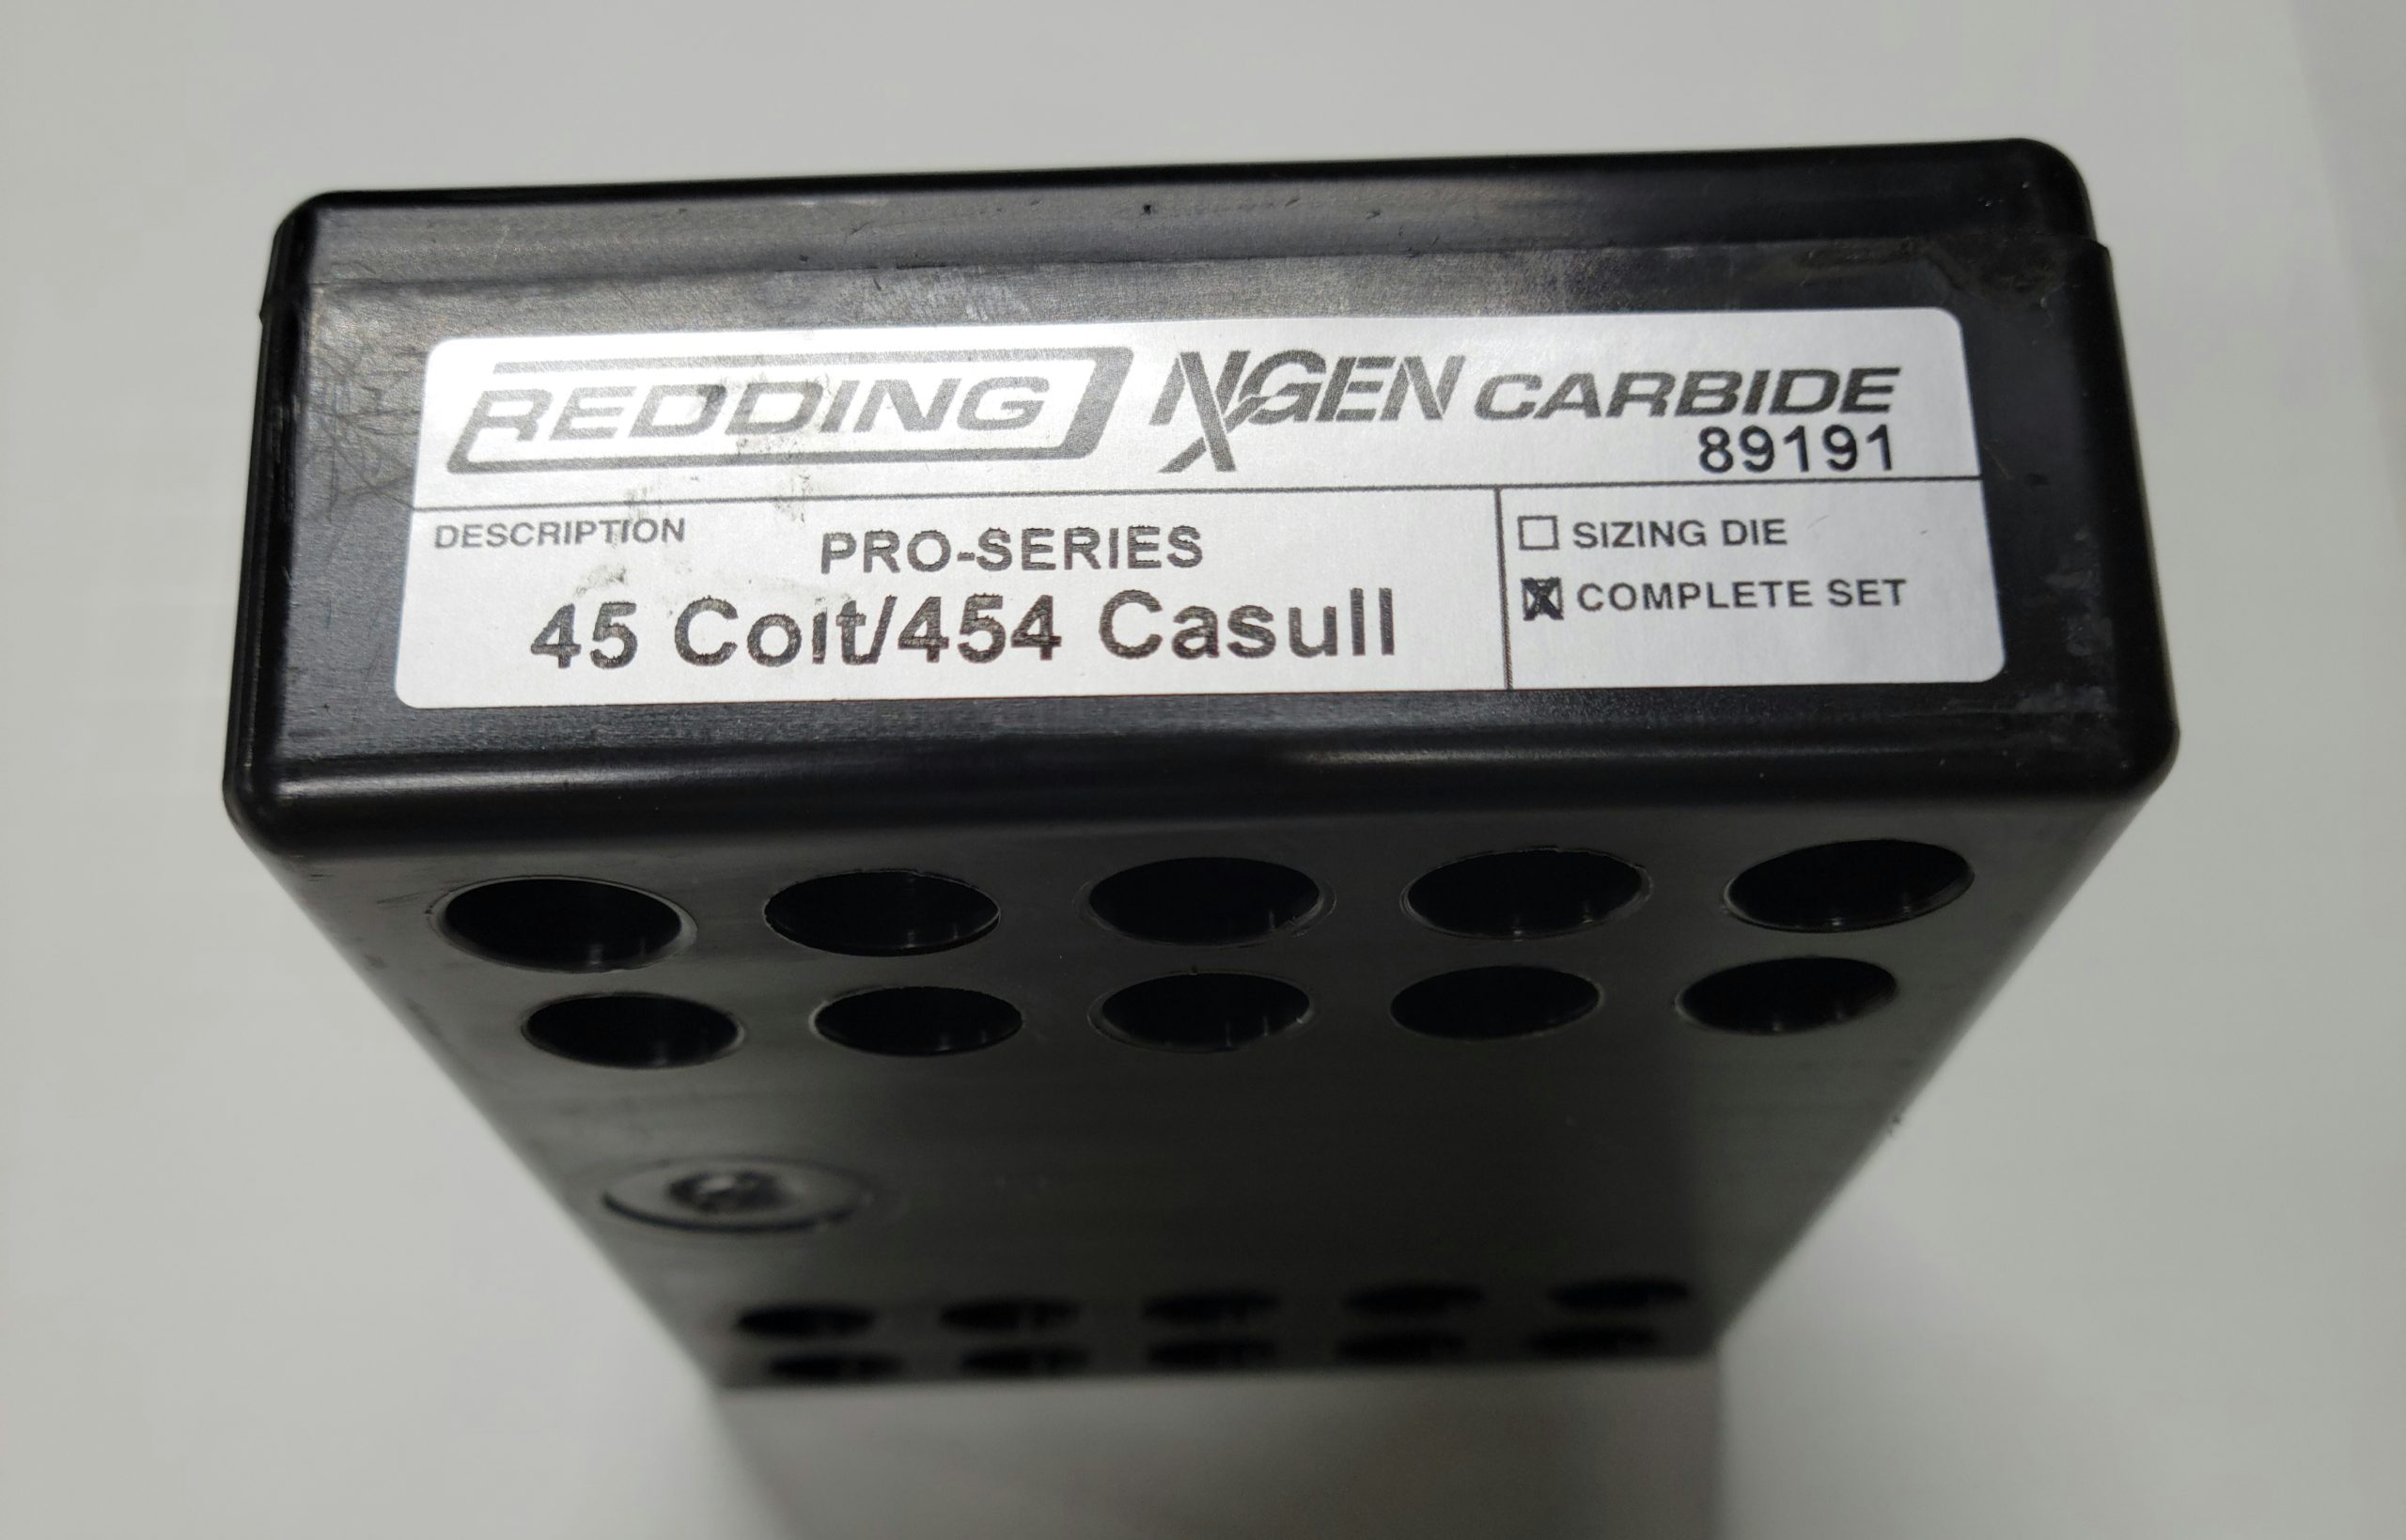 REDDING NXGEN CARBIDE
89191
DESCRIPTION
PRO-SERIES
45 Colt/454 Casull
SIZING DIE
COMPLETE SET